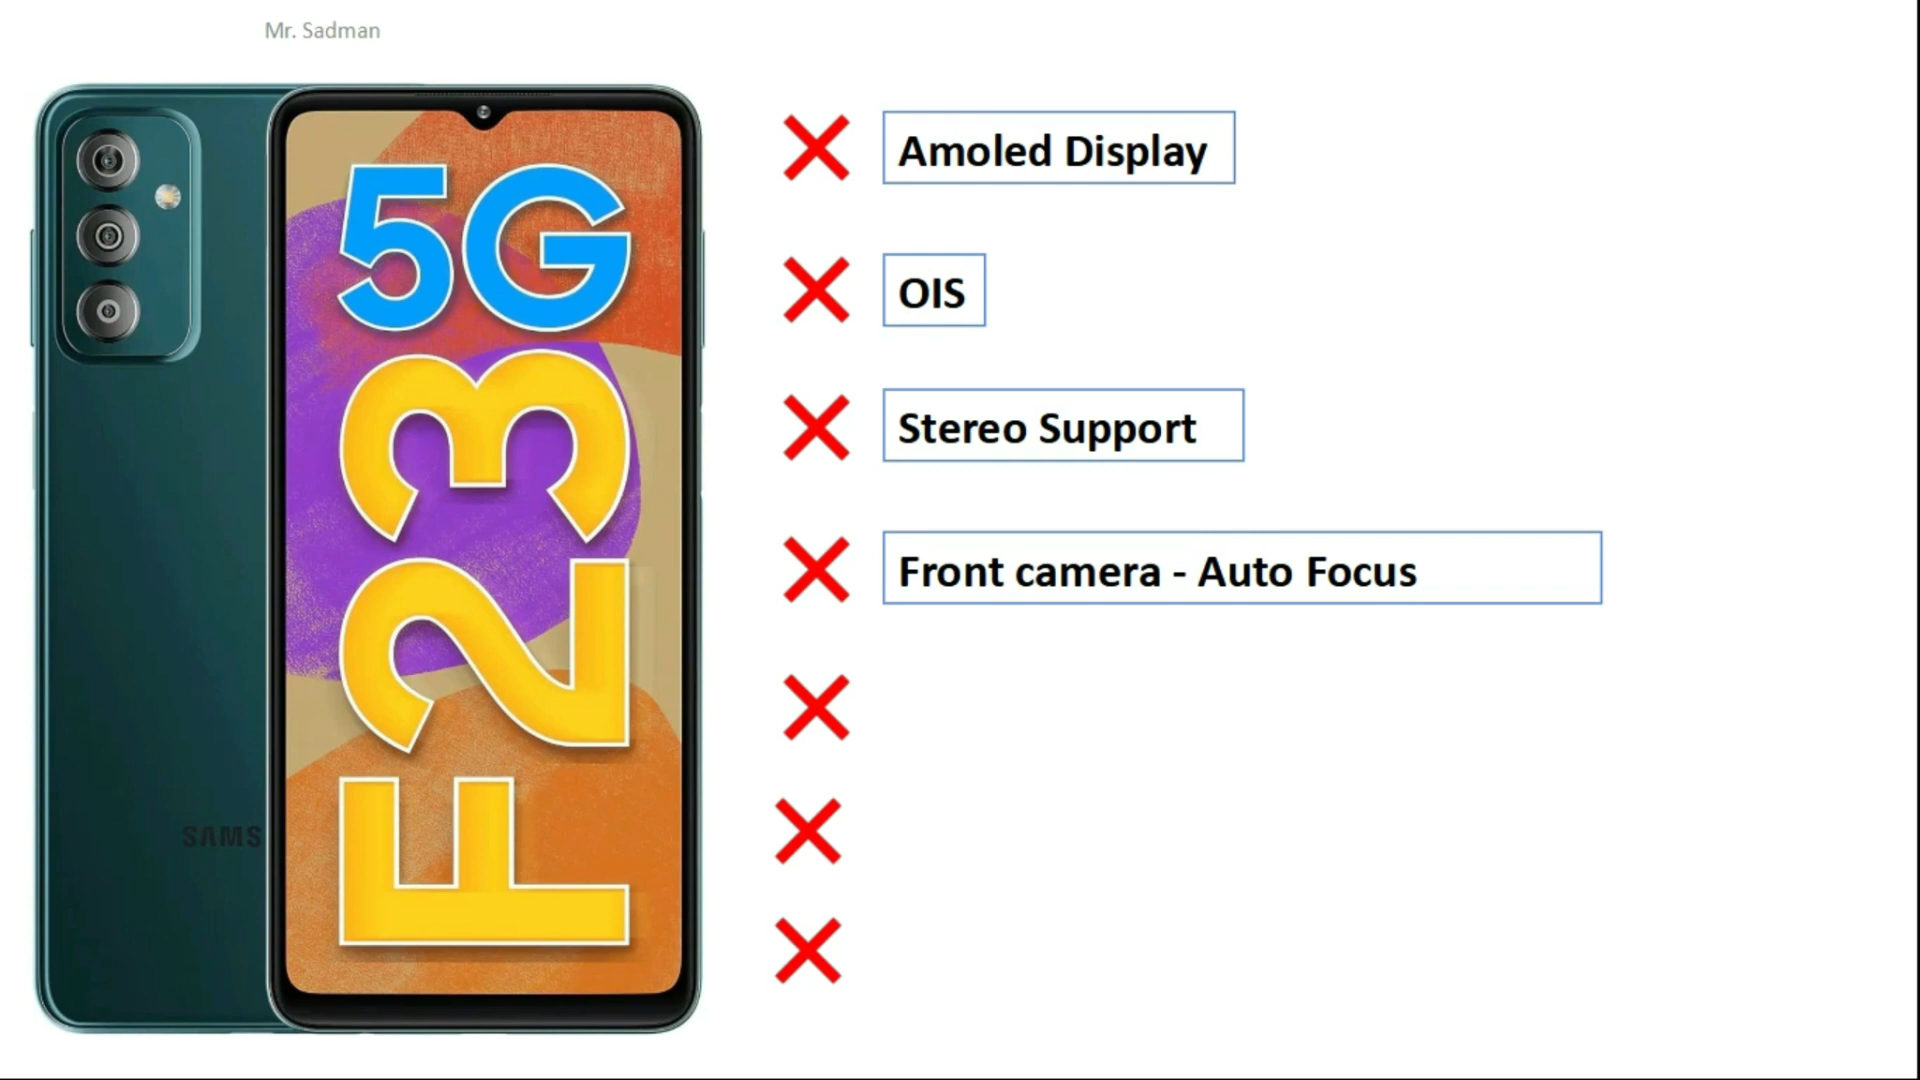 Mr. Sadman
5G
F23
SAMS
Amoled Display
OIS
Stereo Support
Front camera - Auto Focus